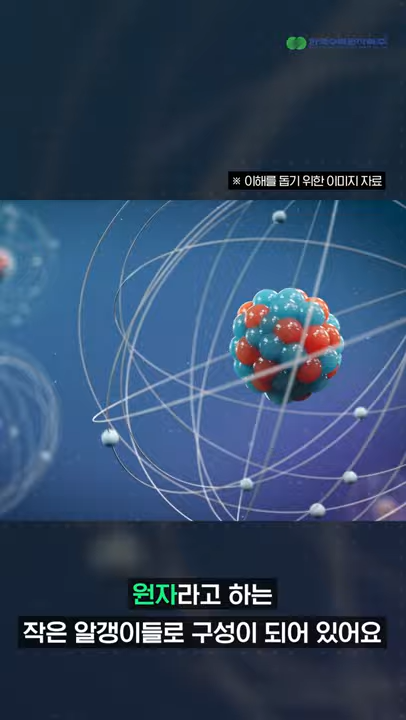 ※ 이해를 돕기 위한 이미지 자료
원자라고 하는
작은 알갱이들로 구성이 되어 있어요